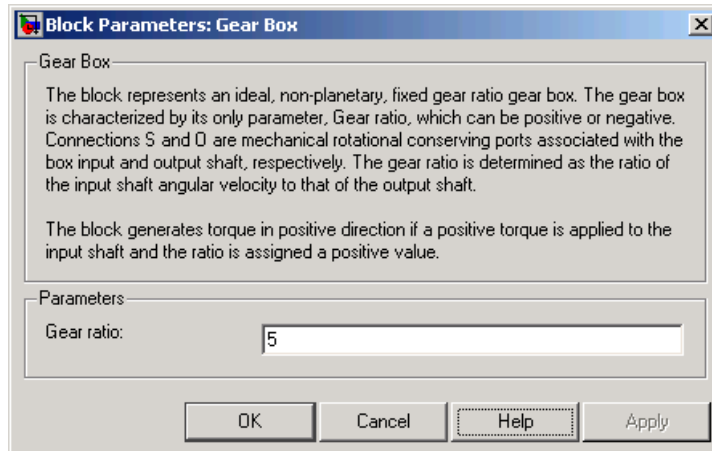 Block Parameters: Gear Box
Gear Box
The block represents an ideal, non-planetary, fixed gear ratio gear box. The gear box
is characterized by its only parameter, Gear ratio, which can be positive or negative.
Connections S and O are mechanical rotational conserving ports associated with the
box input and output shaft, respectively. The gear ratio is determined as the ratio of
the input shaft angular velocity to that of the output shaft.
The block generates torque in positive direction if a positive torque is applied to the
input shaft and the ratio is assigned a positive value.
Parameters
Gear ratio:
5
OK Cancel Help Apply